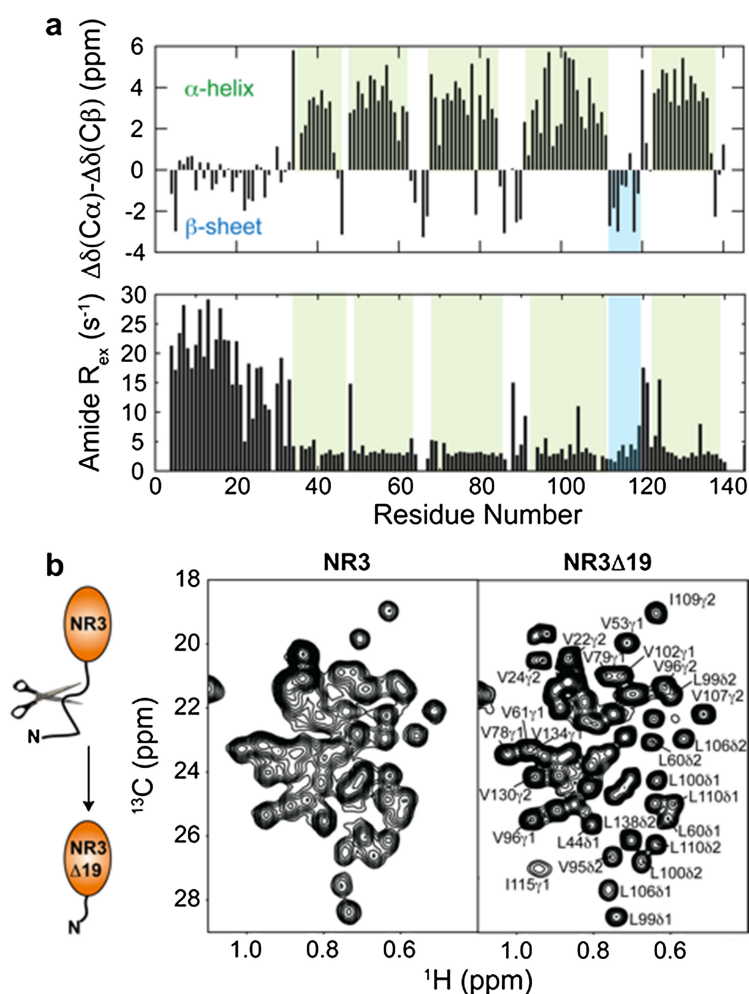 a
Δδ(Cα)-Δδ(Cβ) (ppm)
6
4
2
0
-2
-4
α-helix
β-sheet
Amide Rex (s-1)
30
25
20
15
10
5
0
0 20 40 60 80 100 120 140
Residue Number
b
NR3
N
NR3
Δ19
N
NR3
NR3Δ19
13C (ppm)
18
20
22
24
26
28
I109γ2
V53γ1
V22γ2
V79γ1
V102γ1
V96γ2
V24γ2
L99δ2
V107γ2
V61γ1
V78γ1
V134γ1
L106δ2
L60δ2
L100δ1
V130γ2
L110δ1
L138δ2
L60δ1
V96γ1
L44δ1
L110δ2
V95δ2
L100δ2
I115γ1
L106δ1
L99δ1
1.0 0.8 0.6
1.0 0.8 0.6
1H (ppm)